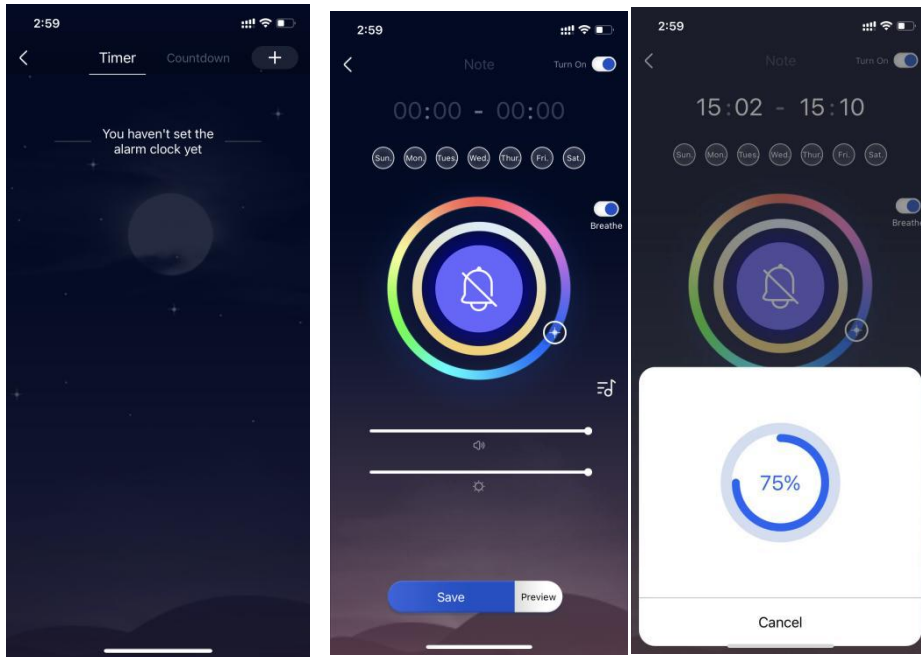 2:59
Timer
Countdown
+
You haven't set the
alarm clock yet
2:59
Note
Turn On
00:00 - 00:00
Sun. Mon. Tues. Wed. Thur. Fri. Sat.
Breathe
Save
Preview
2:59
Note
Turn On
15:02 - 15:10
Sun. Mon. Tues. Wed. Thur. Fri. Sat.
Breathe
75%
Cancel